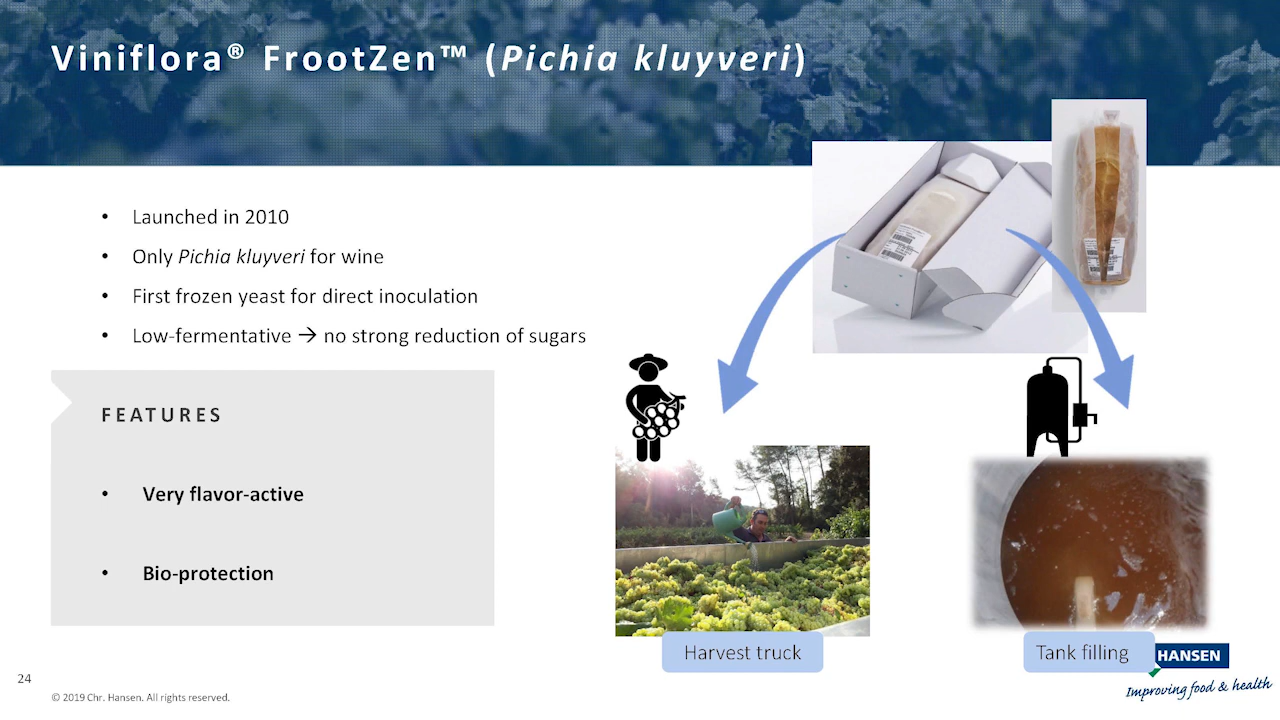 Viniflora® FrootZen™ (Pichia kluyveri)
• Launched in 2010
• Only Pichia kluyveri for wine
• First frozen yeast for direct inoculation
• Low-fermentative → no strong reduction of sugars
FEATURES
• Very flavor-active
• Bio-protection
Harvest truck
Tank filling
HANSEN
Improving food & health
24
© 2019 Chr. Hansen. All rights reserved.